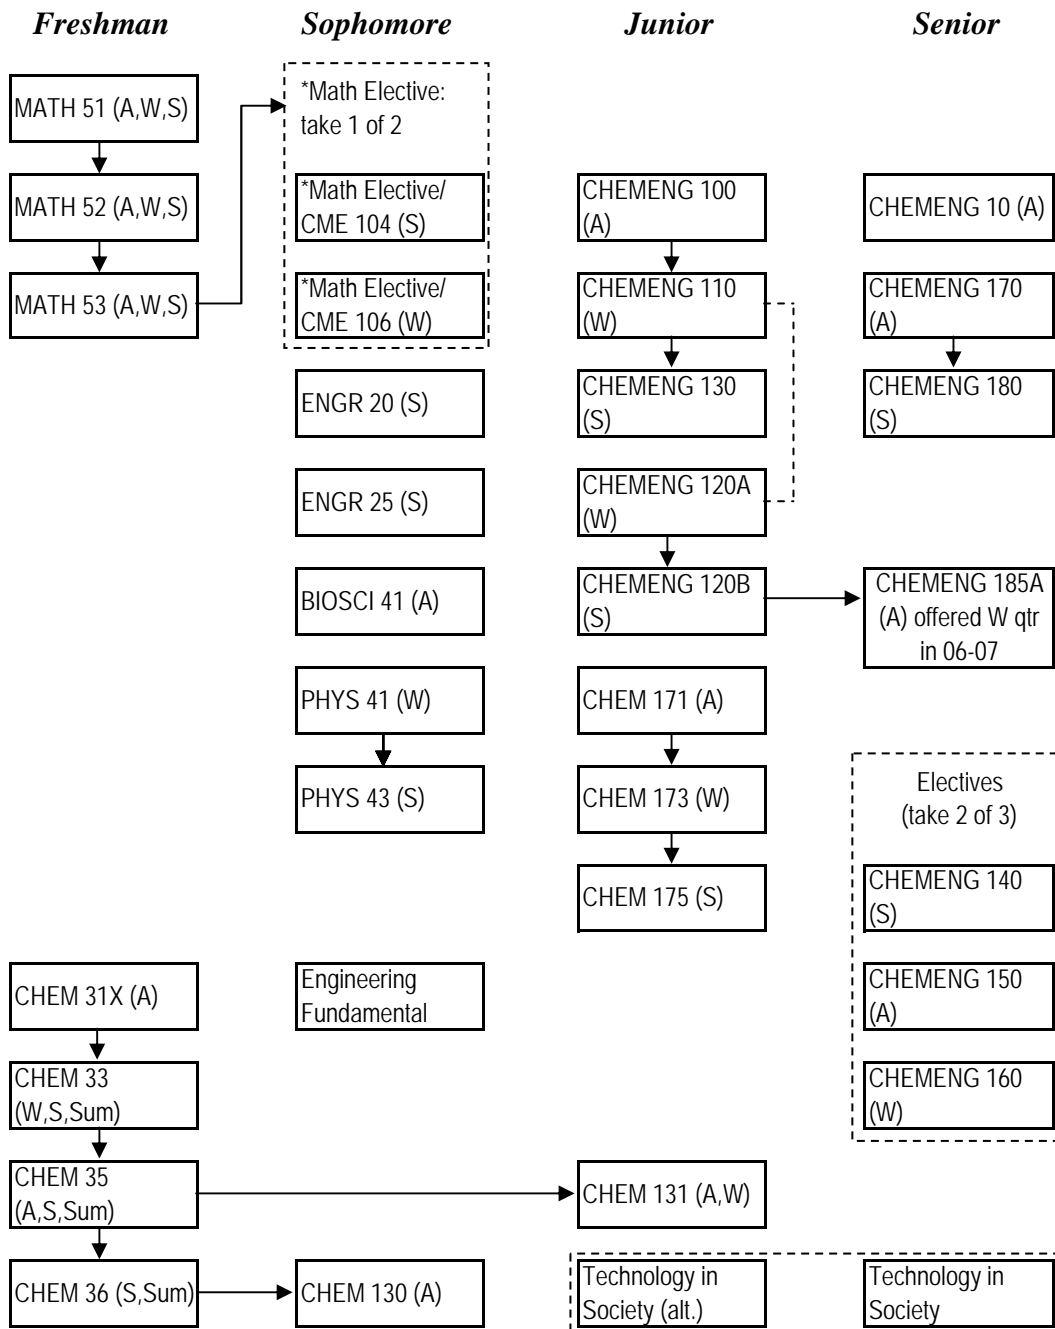 Freshman
Sophomore
Junior
Senior
MATH 51 (A,W,S)
MATH 52 (A,W,S)
MATH 53 (A,W,S)
CHEM 31X (A)
CHEM 33
(W,S,Sum)
CHEM 35
(A,S,Sum)
CHEM 36 (S,Sum)
*Math Elective:
take 1 of 2
*Math Elective/
CME 104 (S)
*Math Elective/
CME 106 (W)
ENGR 20 (S)
ENGR 25 (S)
BIOSCI 41 (A)
PHYS 41 (W)
PHYS 43 (S)
Engineering
Fundamental
CHEM 130 (A)
CHEMENG 100
(A)
CHEMENG 110
(W)
CHEMENG 130
(S)
CHEMENG 120A
(W)
CHEMENG 120B
(S)
CHEM 171 (A)
CHEM 173 (W)
CHEM 175 (S)
CHEM 131 (A,W)
Technology in
Society (alt.)
CHEMENG 10 (A)
CHEMENG 170
(A)
CHEMENG 180
(S)
CHEMENG 185A
(A) offered W qtr
in 06-07
Electives
(take 2 of 3)
CHEMENG 140
(S)
CHEMENG 150
(A)
CHEMENG 160
(W)
Technology in
Society